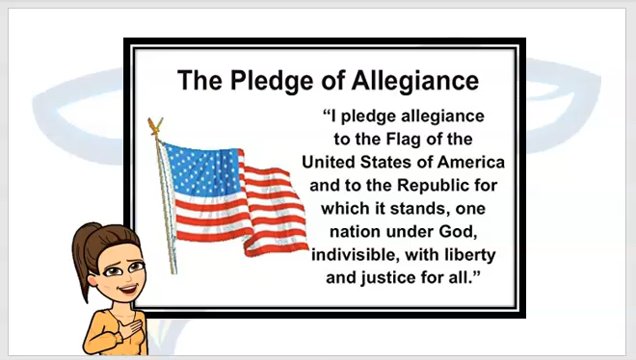 The Pledge of Allegiance
“I pledge allegiance
to the Flag of the
United States of America
and to the Republic for
which it stands, one
nation under God,
indivisible, with liberty
and justice for all.”